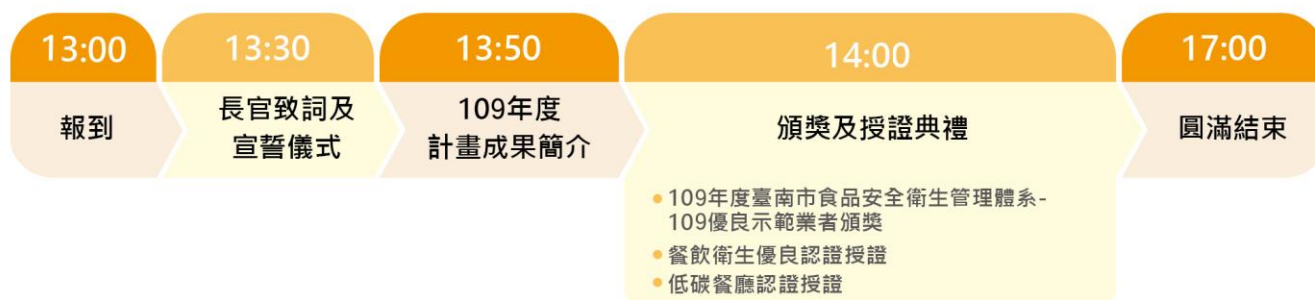 13:00
報到
13:30
長官致詞及
宣誓儀式
13:50
109年度
計畫成果簡介
14:00
頒獎及授證典禮
109年度臺南市食品安全衛生管理體系-
109優良示範業者頒獎
餐飲衛生優良認證授證
低碳餐廳認證授證
17:00
圓滿結束